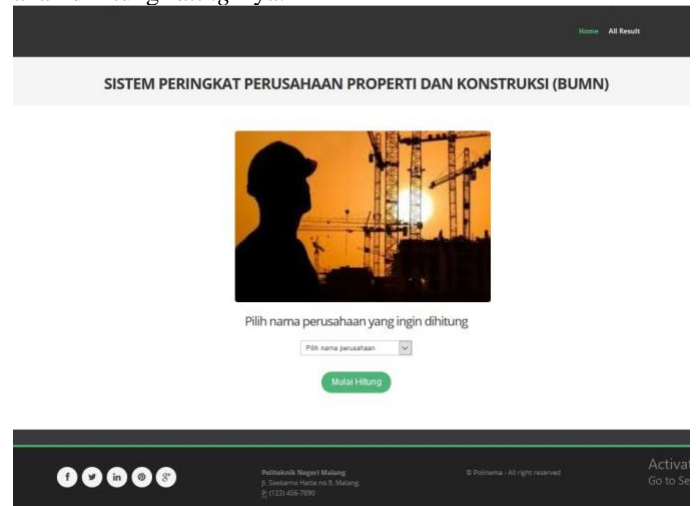 Home All Result
SISTEM PERINGKAT PERUSAHAAN PROPERTI DAN KONSTRUKSI (BUMN)
Pilih nama perusahaan yang ingin dihitung
Pilih nama perusahaan
Mulai Hitung
Politeknik Negeri Malang
Jl. Soekarno Hatta no 9, Malang.
P: (123) 456-7890
© Polinema - All right reserved
Activat
Go to Se